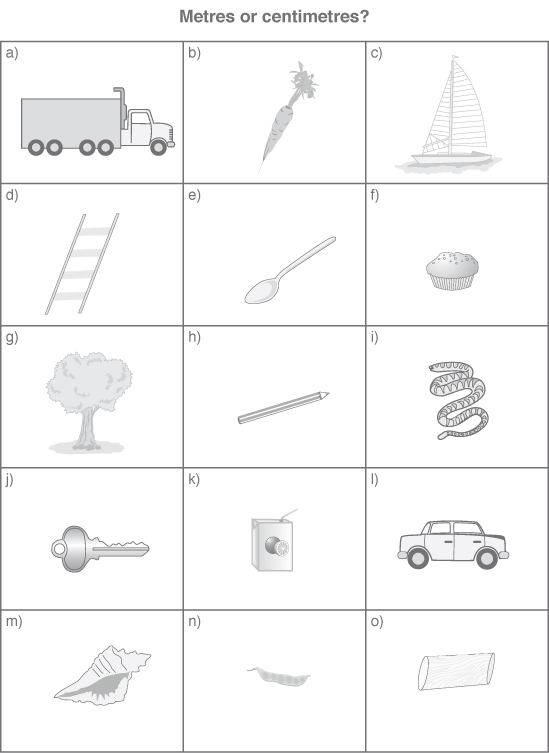 Metres or centimetres?
a)
b)
c)
d)
e)
f)
g)
h)
i)
j)
k)
l)
m)
n)
o)